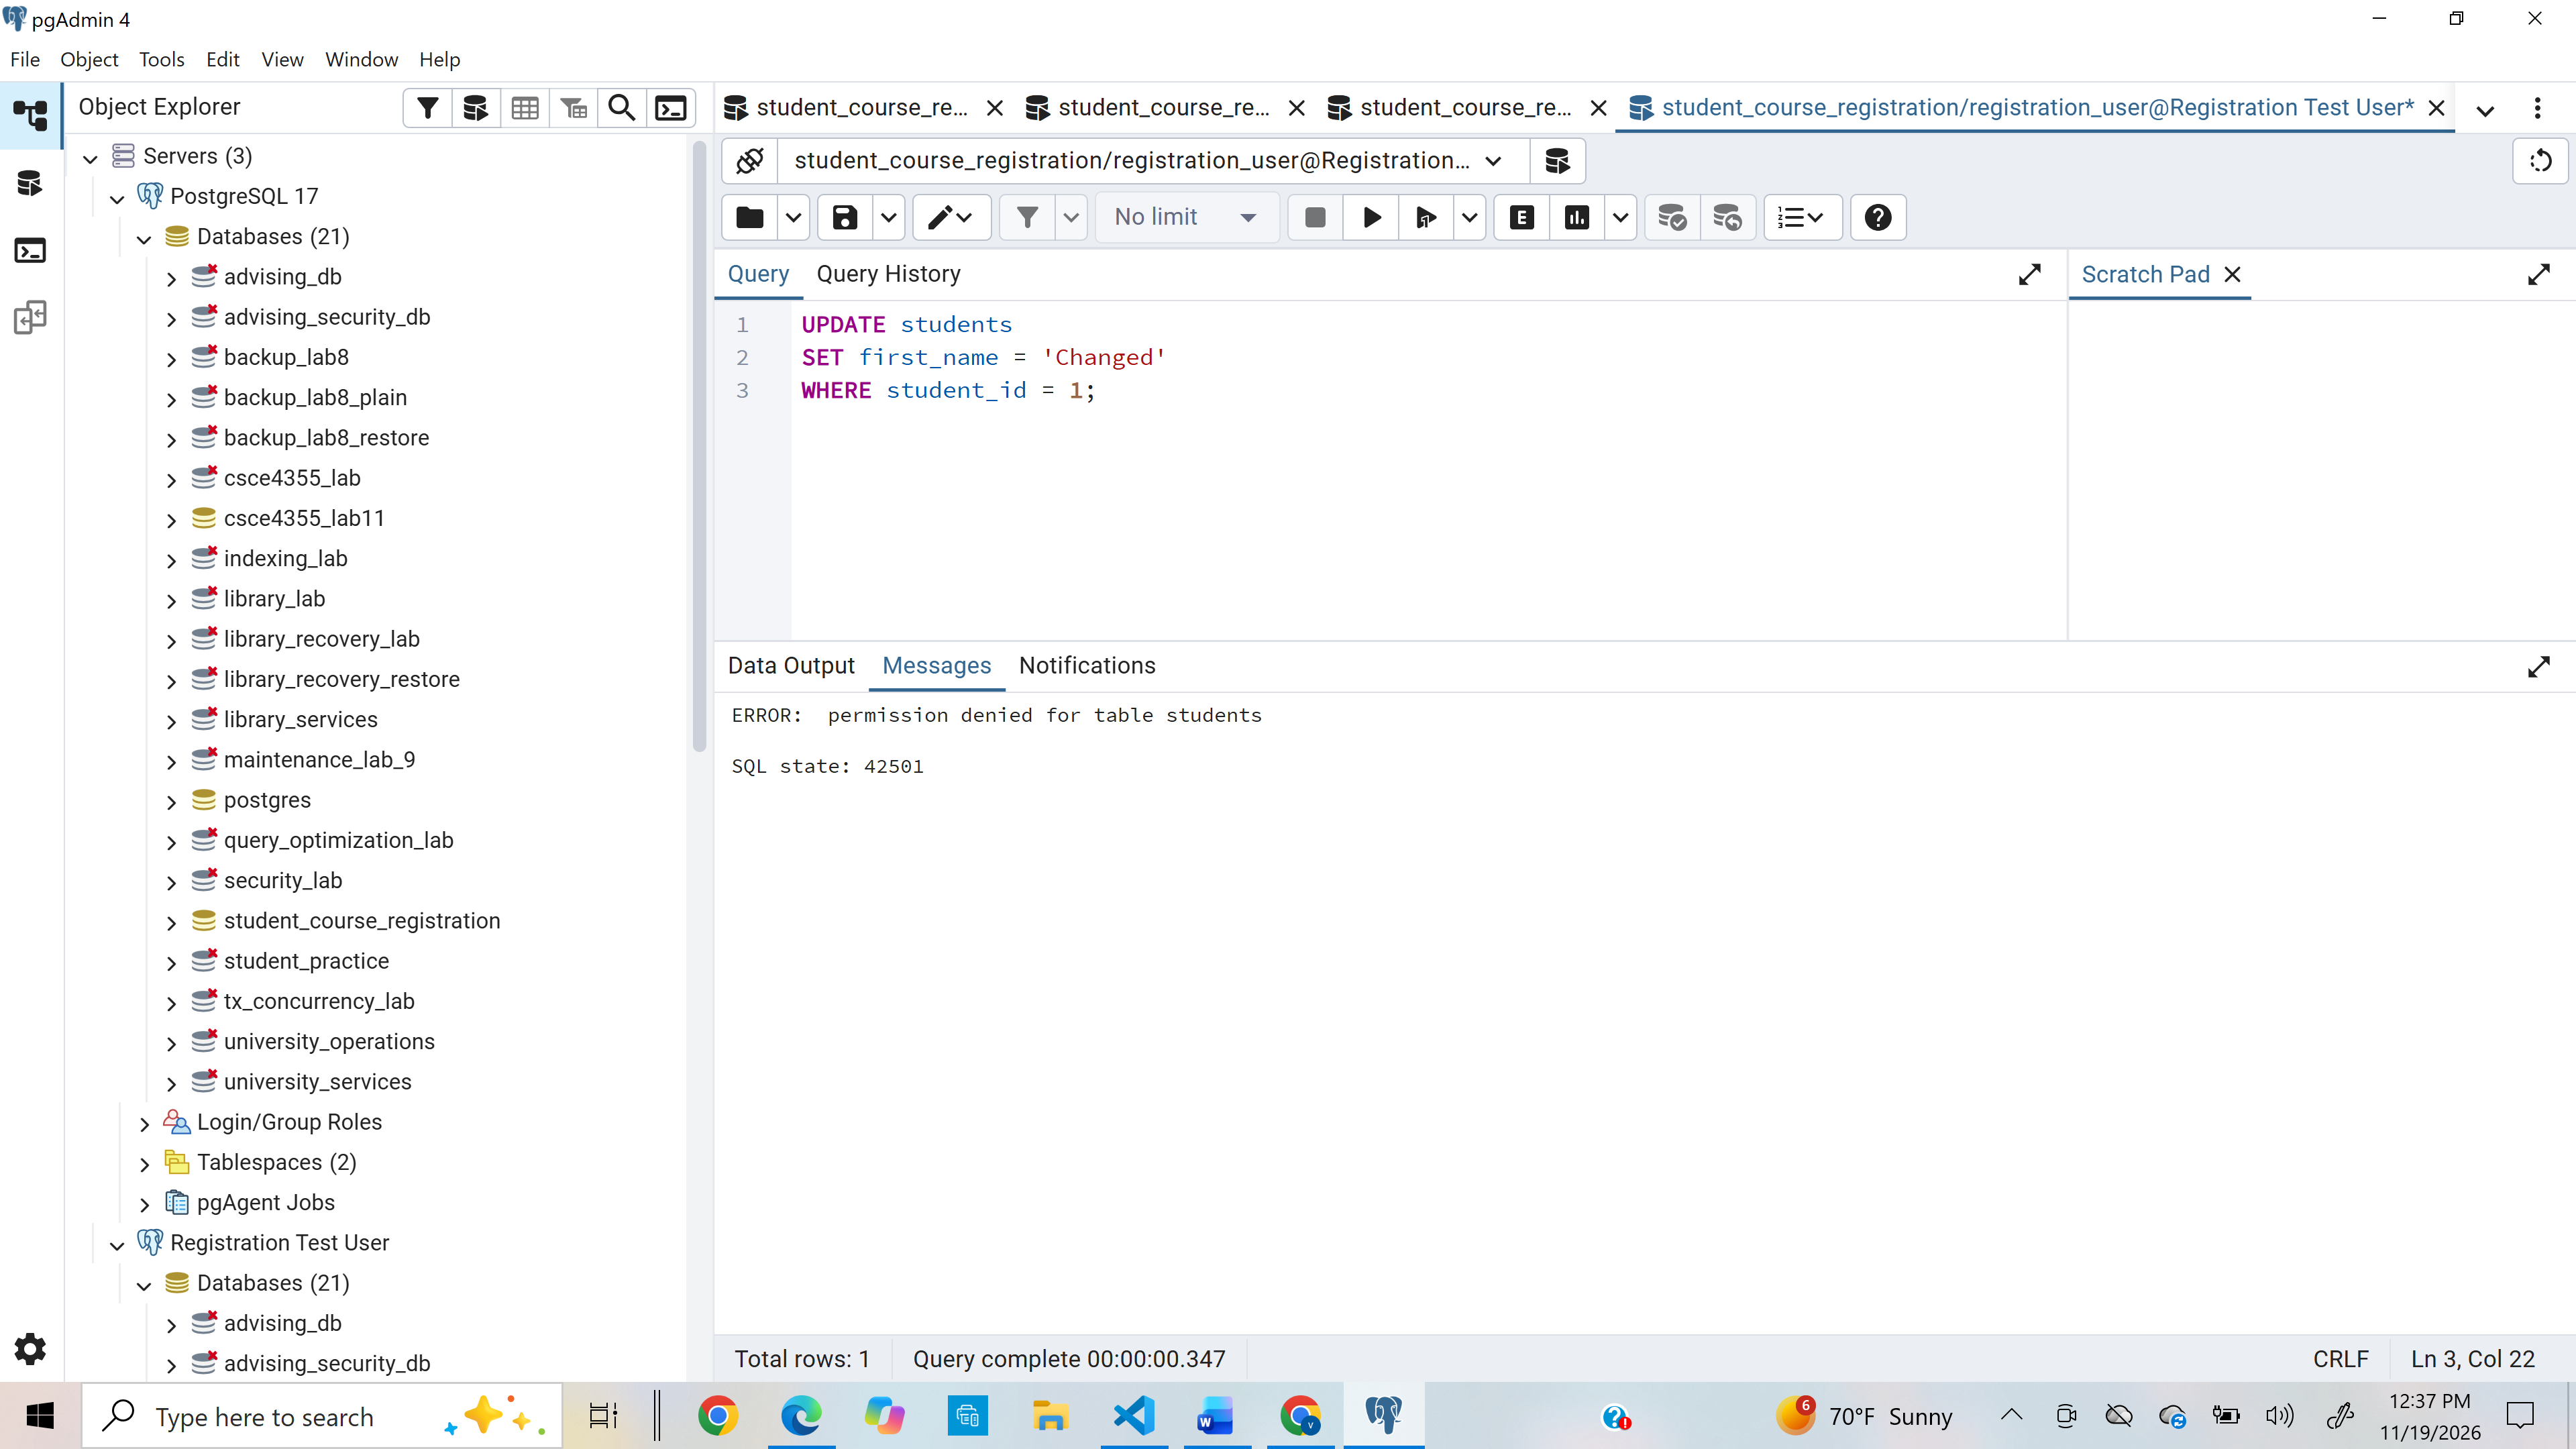 pgAdmin 4
File Object Tools Edit View Window Help
Object Explorer
student_course_re...
student_course_re...
student_course_re...
student_course_registration/registration_user@Registration Test User*
student_course_registration/registration_user@Registration...
No limit
Query Query History
Scratch Pad
1 UPDATE students
2 SET first_name = 'Changed'
3 WHERE student_id = 1;
Data Output Messages Notifications
ERROR: permission denied for table students
SQL state: 42501
Total rows: 1
Query complete 00:00:00.347
CRLF
Ln 3, Col 22
Servers (3)
PostgreSQL 17
Databases (21)
advising_db
advising_security_db
backup_lab8
backup_lab8_plain
backup_lab8_restore
csce4355_lab
csce4355_lab11
indexing_lab
library_lab
library_recovery_lab
library_recovery_restore
library_services
maintenance_lab_9
postgres
query_optimization_lab
security_lab
student_course_registration
student_practice
tx_concurrency_lab
university_operations
university_services
Login/Group Roles
Tablespaces (2)
pgAgent Jobs
Registration Test User
Databases (21)
advising_db
advising_security_db
Type here to search
6
70°F Sunny
12:37 PM
11/19/2026